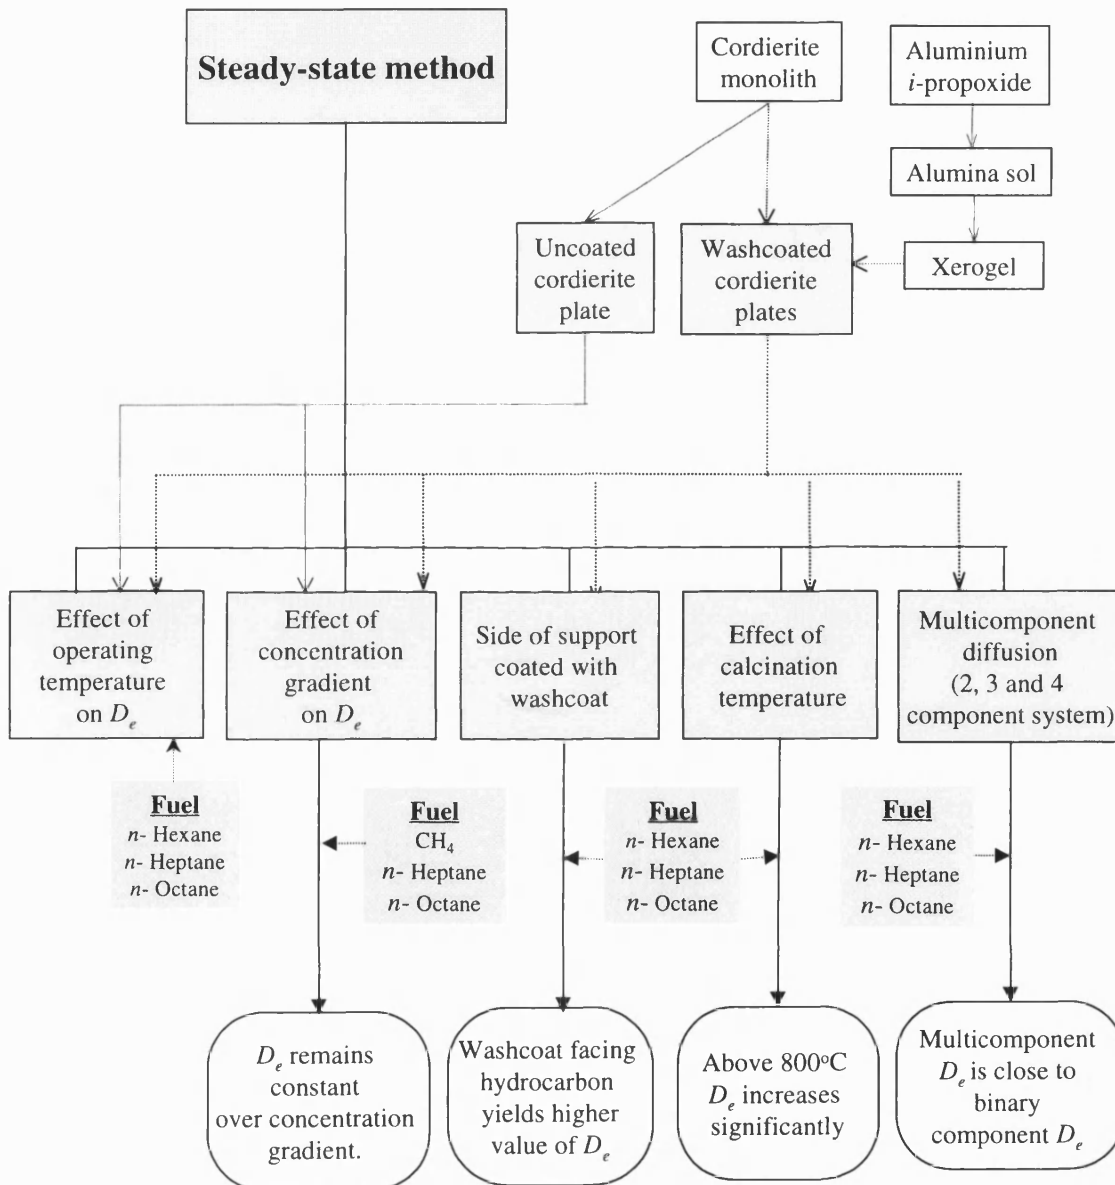 Steady-state method
Cordierite
monolith
Aluminium
i-propoxide
Alumina sol
Uncoated
cordierite
plate
Washcoated
cordierite
plates
Xerogel
Effect of
operating
temperature
on De
Effect of
concentration
gradient
on De
Side of support
coated with
washcoat
Effect of
calcination
temperature
Multicomponent
diffusion
(2, 3 and 4
component system)
Fuel
n- Hexane
n- Heptane
n- Octane
Fuel
CH4
n- Heptane
n- Octane
Fuel
n- Hexane
n- Heptane
n- Octane
Fuel
n- Hexane
n- Heptane
n- Octane
De remains
constant
over concentration
gradient.
Washcoat facing
hydrocarbon
yields higher
value of De
Above 800°C
De increases
significantly
Multicomponent
De is close to
binary
component De